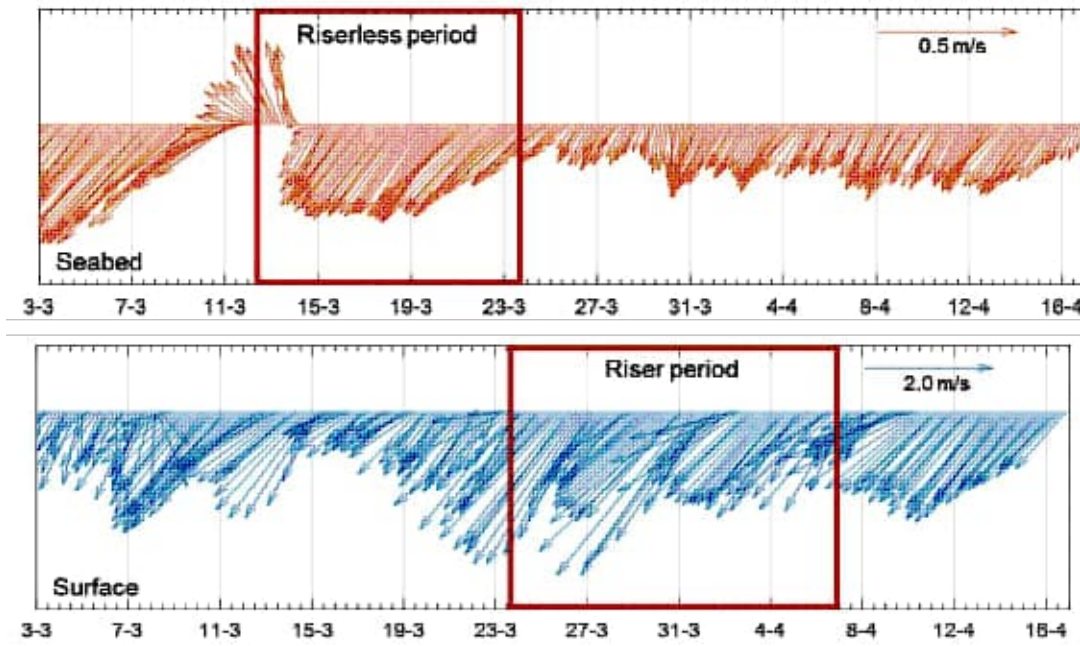 Riserless period
0.5 m/s
Seabed
3-3 7-3 11-3 15-3 19-3 23-3 27-3 31-3 4-4 8-4 12-4 16-4
Riser period
2.0 m/s
Surface
3-3 7-3 11-3 15-3 19-3 23-3 27-3 31-3 4-4 8-4 12-4 16-4